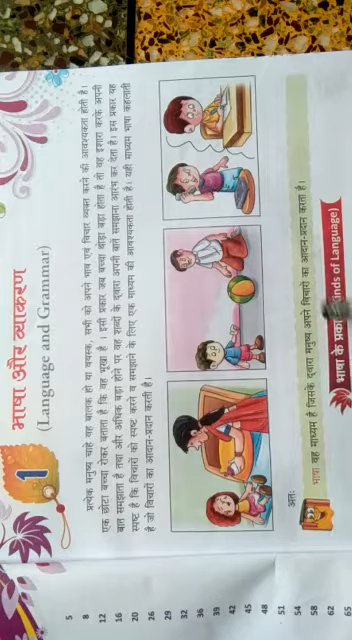 5
8
12
16
20
26
29
32
36
39
42
45
48
51
54
58
62
65
1
भाषा और व्याकरण
(Language and Grammar)
प्रत्येक मनुष्य चाहे वह बालक हो या वयस्क, सभी को अपने भाव एवं विचार व्यक्त करने की आवश्यकता होती है।
एक छोटा बच्चा रोकर बताता है कि वह भूखा है । इसी प्रकार जब बच्चा थोड़ा बड़ा होता है तो वह इशारा करके अपनी
बात समझाता है तथा और अधिक बड़ा होने पर वह शब्दों के द्वारा अपनी बातें समझाना आरंभ कर देता है। इस प्रकार यह
स्पष्ट है कि विचारों को स्पष्ट करने व समझाने के लिए एक माध्यम की आवश्यकता होती है। यही माध्यम भाषा कहलाती
है जो विचारों का आदान-प्रदान करती है।
अतः
भाषा वह माध्यम है जिसके द्वारा मनुष्य अपने विचारों का आदान-प्रदान करता है।
भाषा के प्रका inds of Language)